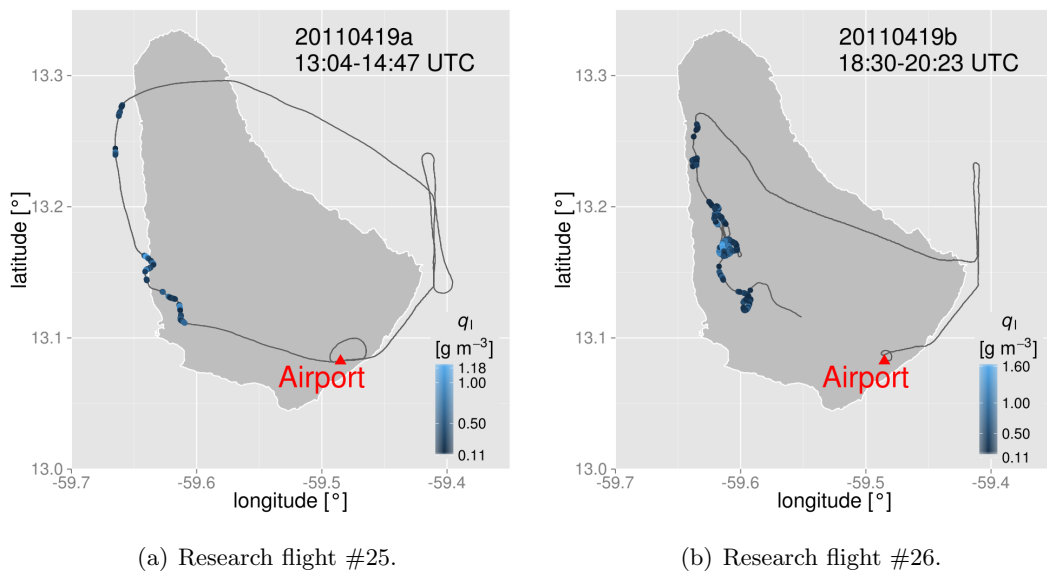 20110419a
13:04-14:47 UTC
13.3
13.2
13.1
13.0
latitude [°]
ql
[g m−3]
1.18
1.00
0.50
0.11
Airport
-59.7
-59.6
-59.5
-59.4
longitude [°]
(a) Research flight #25.
20110419b
18:30-20:23 UTC
13.3
13.2
13.1
13.0
latitude [°]
ql
[g m−3]
1.60
1.00
0.50
0.11
Airport
-59.7
-59.6
-59.5
-59.4
longitude [°]
(b) Research flight #26.